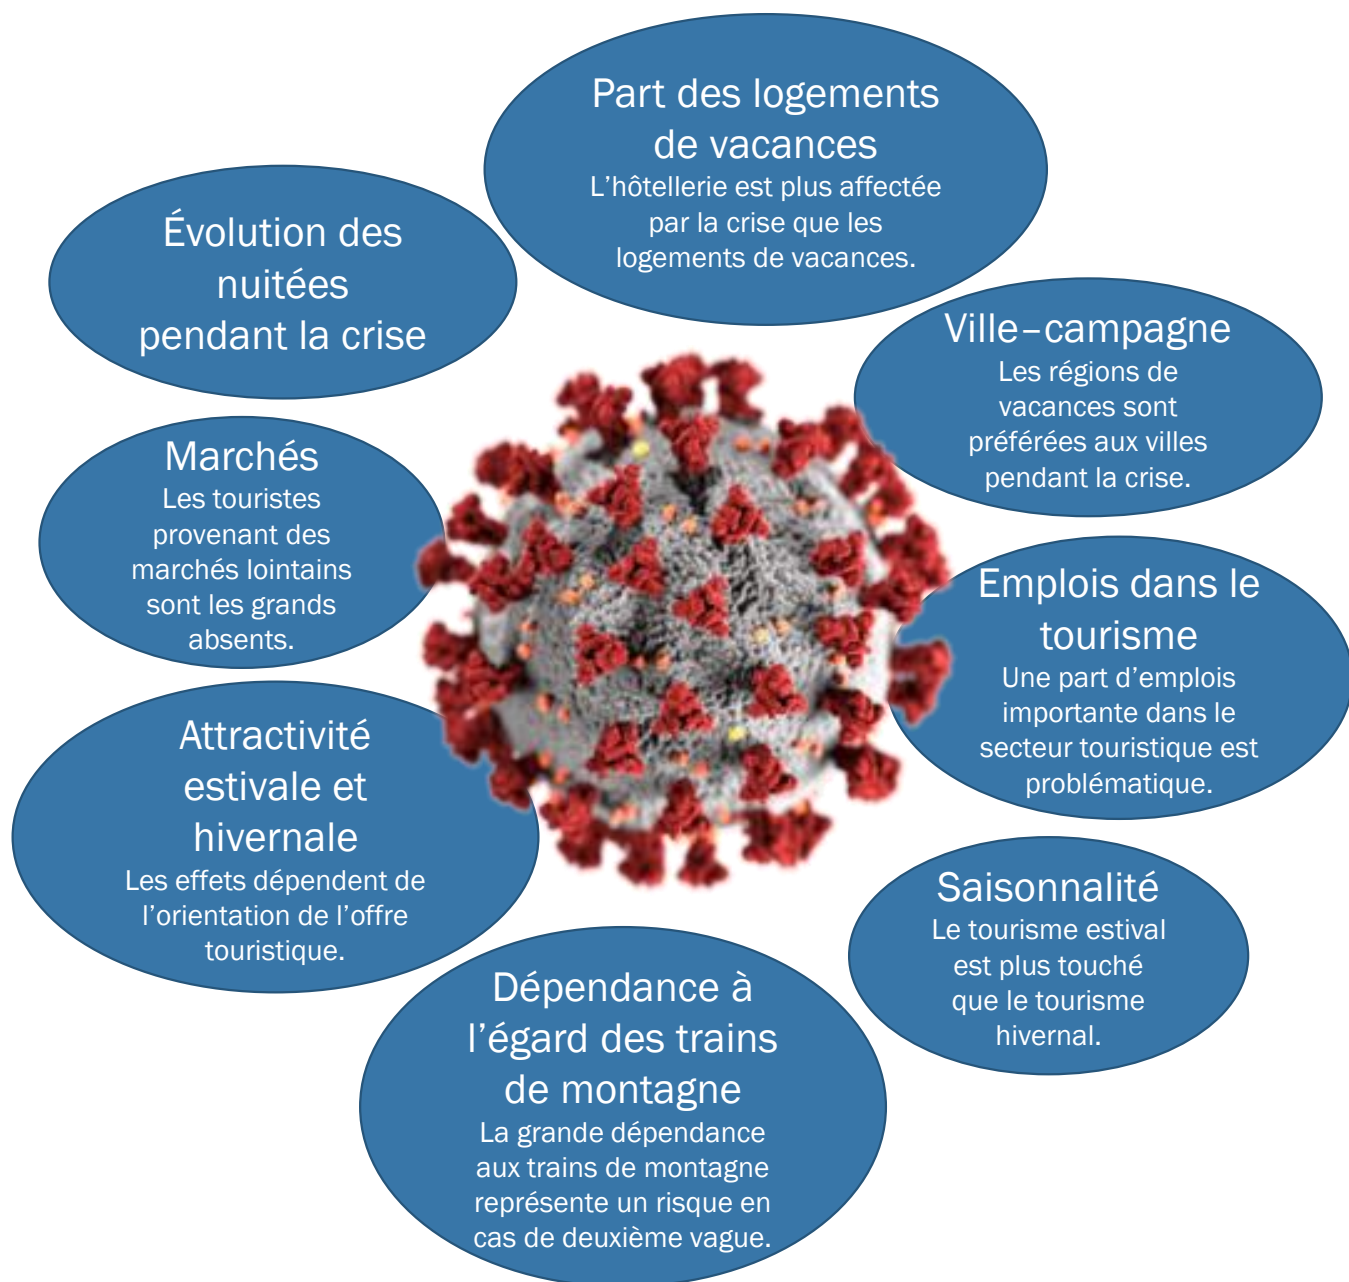 Part des logements
de vacances
L’hôtellerie est plus affectée
par la crise que les
logements de vacances.
Évolution des
nuitées
pendant la crise
Ville–campagne
Les régions de
vacances sont
préférées aux villes
pendant la crise.
Marchés
Les touristes
provenant des
marchés lointains
sont les grands
absents.
Emplois dans le
tourisme
Une part d’emplois
importante dans le
secteur touristique est
problématique.
Attractivité
estivale et
hivernale
Les effets dépendent de
l’orientation de l’offre
touristique.
Saisonnalité
Le tourisme estival
est plus touché
que le tourisme
hivernal.
Dépendance à
l’égard des trains
de montagne
La grande dépendance
aux trains de montagne
représente un risque en
cas de deuxième vague.